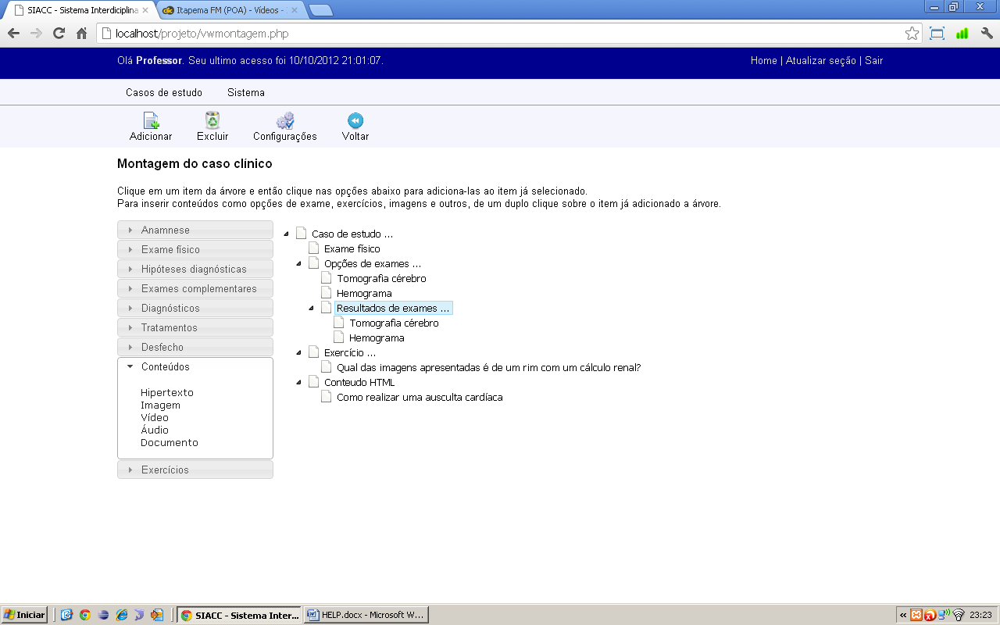 SIACC - Sistema Interdiciplina
Itapema FM (POA) - Vídeos -
localhost/projeto/vwmontagem.php
Olá Professor. Seu ultimo acesso foi 10/10/2012 21:01:07.
Home | Atualizar seção | Sair
Casos de estudo Sistema
Adicionar Excluir Configurações Voltar
Montagem do caso clínico
Clique em um item da árvore e então clique nas opções abaixo para adiciona-las ao item já selecionado.
Para inserir conteúdos como opções de exame, exercícios, imagens e outros, de um duplo clique sobre o item já adicionado a árvore.
Anamnese
Exame físico
Hipóteses diagnósticas
Exames complementares
Diagnósticos
Tratamentos
Desfecho
Conteúdos
Hipertexto
Imagem
Vídeo
Áudio
Documento
Exercícios
Caso de estudo ...
Exame físico
Opções de exames ...
Tomografia cérebro
Hemograma
Resultados de exames ...
Tomografia cérebro
Hemograma
Exercício ...
Qual das imagens apresentadas é de um rim com um cálculo renal?
Conteudo HTML
Como realizar uma ausculta cardíaca
Iniciar
SIACC - Sistema Inter...
HELP.docx - Microsoft W...
23:23